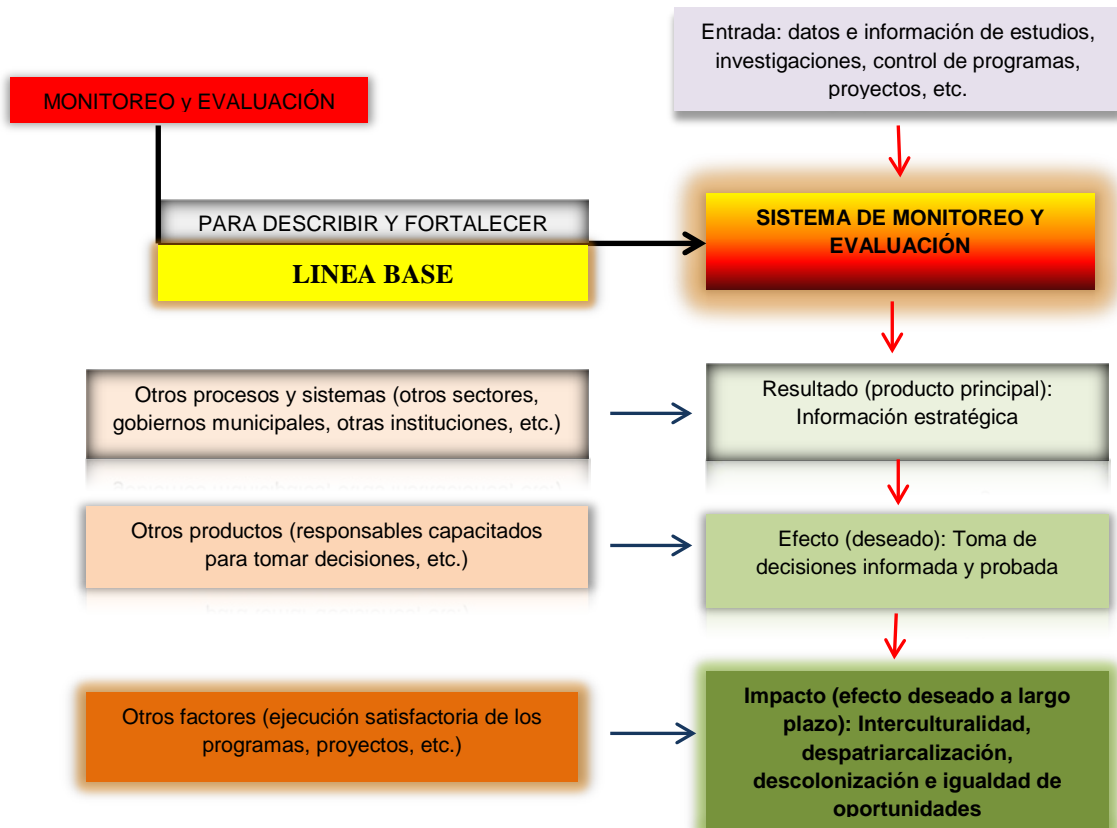 Entrada: datos e información de estudios,
investigaciones, control de programas,
proyectos, etc.
MONITOREO y EVALUACIÓN
PARA DESCRIBIR Y FORTALECER
LINEA BASE
SISTEMA DE MONITOREO Y
EVALUACIÓN
Otros procesos y sistemas (otros sectores,
gobiernos municipales, otras instituciones, etc.)
Resultado (producto principal):
Información estratégica
Otros productos (responsables capacitados
para tomar decisiones, etc.)
Efecto (deseado): Toma de
decisiones informada y probada
Otros factores (ejecución satisfactoria de los
programas, proyectos, etc.)
Impacto (efecto deseado a largo
plazo): Interculturalidad,
despatriarcalización,
descolonización e igualdad de
oportunidades